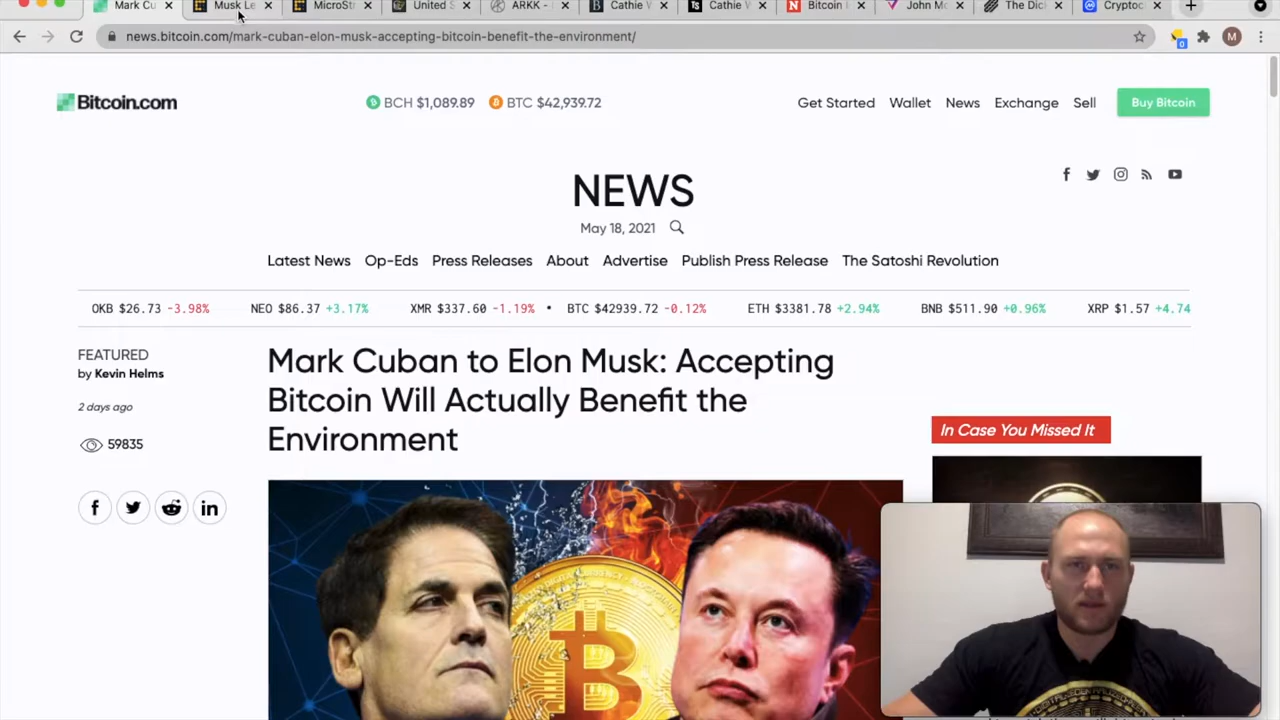 Mark Cu
Musk Le
MicroSt
United S
ARKK -
Cathie V
Cathie W
Bitcoin
John Mc
The Dic
Cryptoc
news.bitcoin.com/mark-cuban-elon-musk-accepting-bitcoin-benefit-the-environment/
M
0
Bitcoin.com
BCH $1,089.89
BTC $42,939.72
Get Started Wallet News Exchange Sell Buy Bitcoin
NEWS
May 18, 2021
Latest News Op-Eds Press Releases About Advertise Publish Press Release The Satoshi Revolution
OKB $26.73 -3.98% NEO $86.37 +3.17% XMR $337.60 -1.19% • BTC $42939.72 -0.12% ETH $3381.78 +2.94% BNB $511.90 +0.96% XRP $1.57 +4.74
FEATURED
by Kevin Helms
2 days ago
59835
Mark Cuban to Elon Musk: Accepting
Bitcoin Will Actually Benefit the
Environment
In Case You Missed It